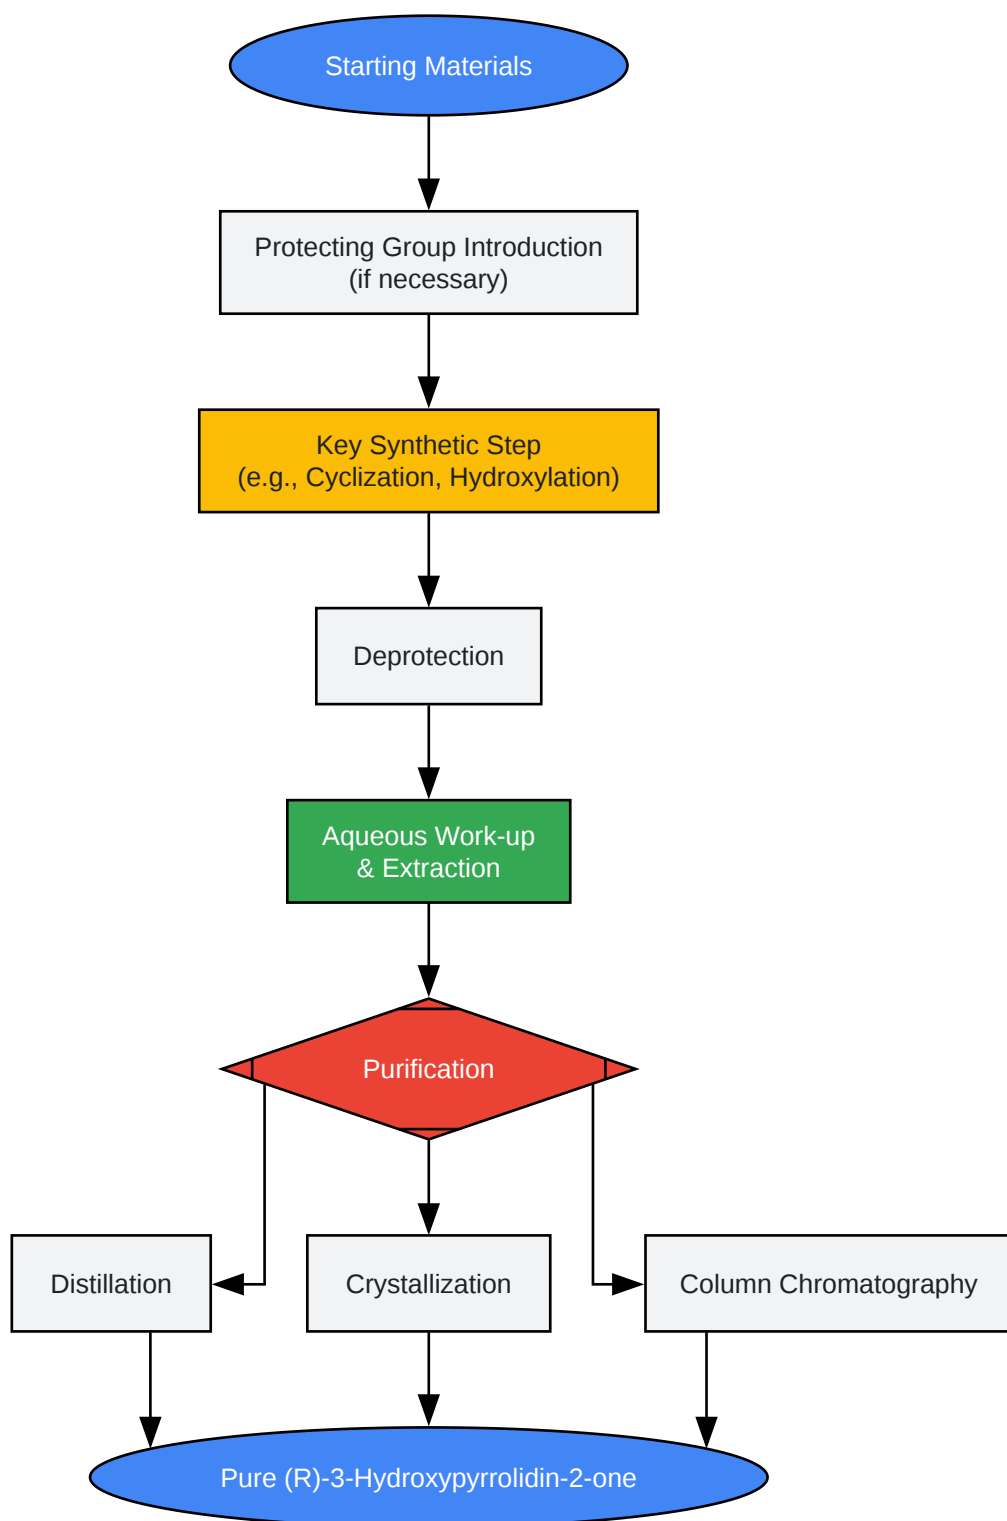 Starting Materials
Protecting Group Introduction
(if necessary)
Key Synthetic Step
(e.g., Cyclization, Hydroxylation)
Deprotection
Aqueous Work-up
& Extraction
Purification
Distillation
Crystallization
Column Chromatography
Pure (R)-3-Hydroxypyrrolidin-2-one